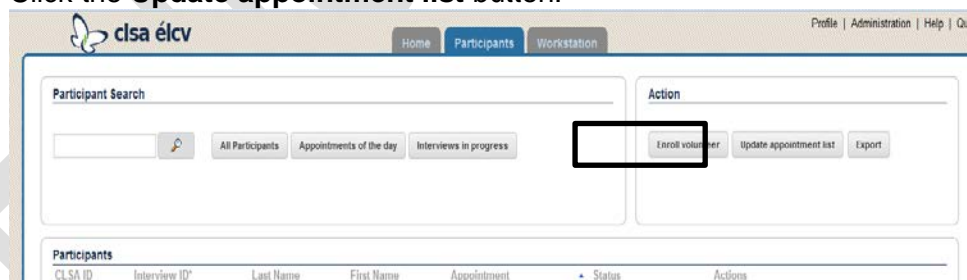 Click the Update appointment list button.
clsa élcv
Profile | Administration | Help | Qu
Home Participants Workstation
Participant Search
Action
All Participants Appointments of the day Interviews in progress
Enroll volunteer Update appointment list Export
Participants
CLSA ID Interview ID* Last Name First Name Appointment Status Actions